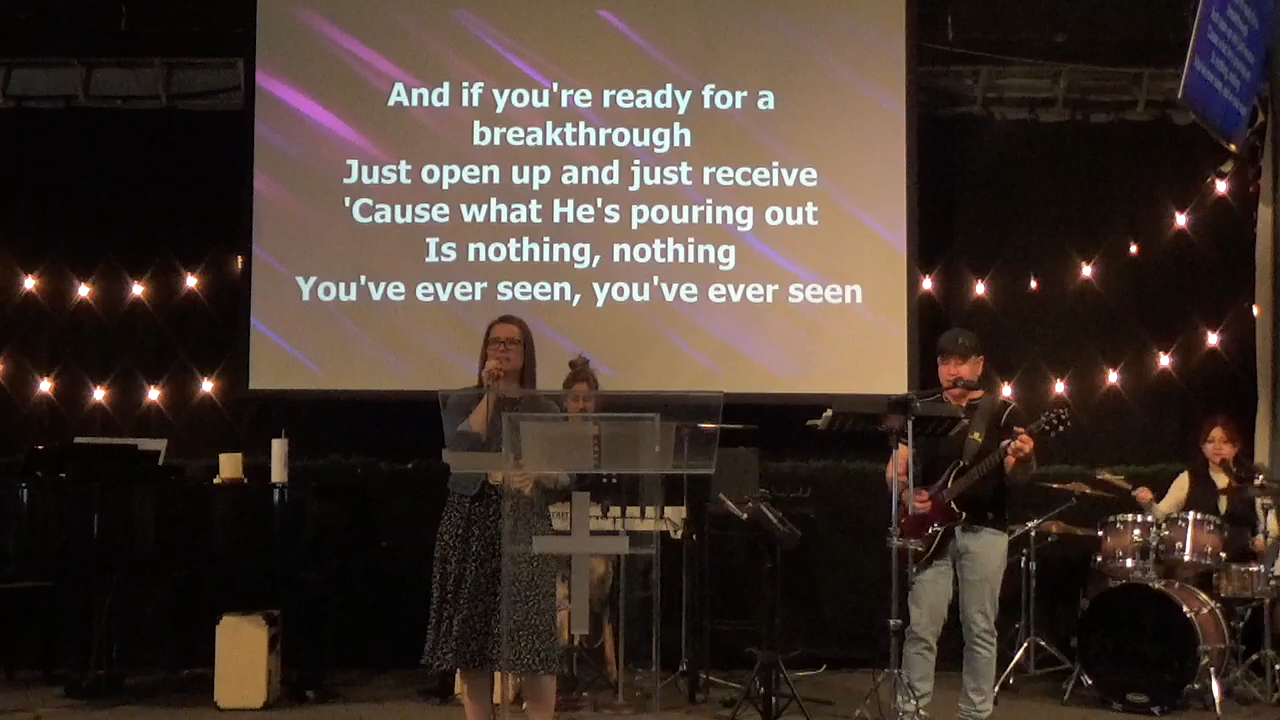 And if you're ready for a
breakthrough
Just open up and just receive
'Cause what He's pouring out
Is nothing, nothing
You've ever seen, you've ever seen